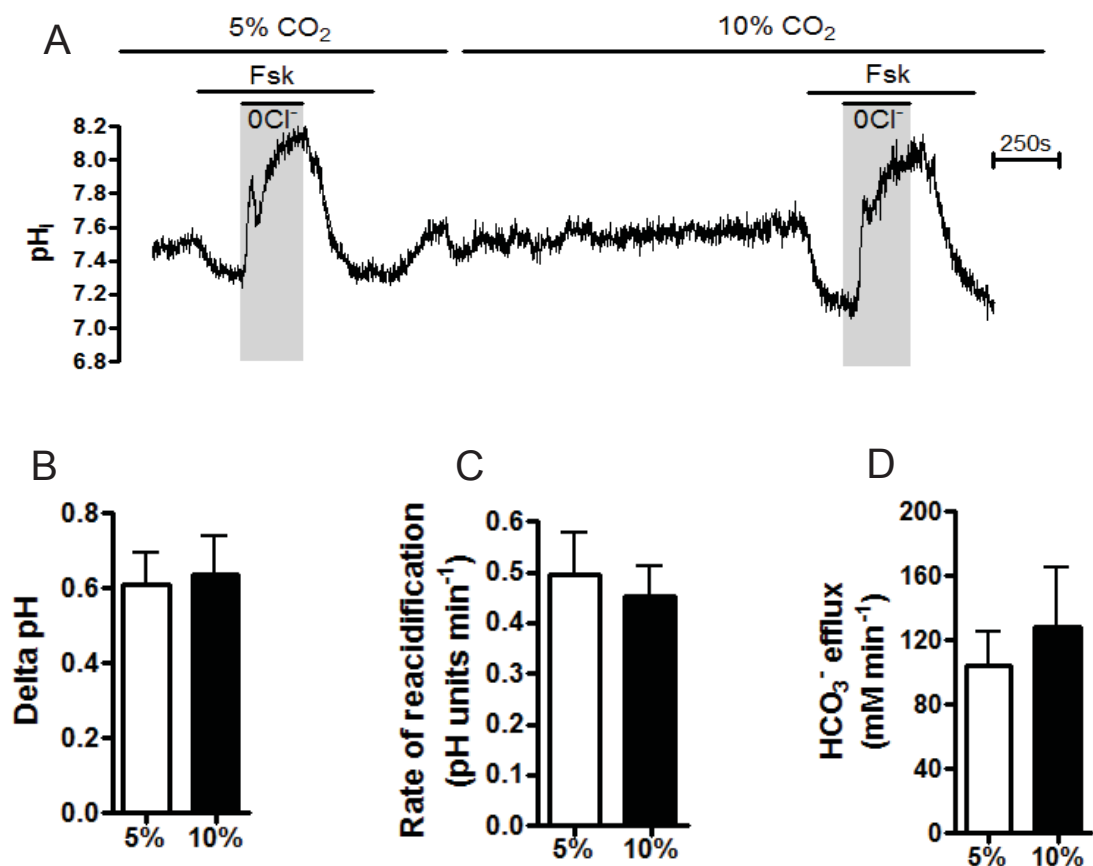 A
5% CO₂
10% CO₂
Fsk
Fsk
0Cl⁻
0Cl⁻
250s
pHᵢ
8.2
8.0
7.6
7.4
7.2
7.0
6.8
B
Delta pH
0.8
0.6
0.4
0.2
0.0
5%
10%
C
Rate of reacidification
(pH units min⁻¹)
0.6
0.5
0.4
0.3
0.2
0.1
0.0
5%
10%
D
HCO₃⁻ efflux
(mM min⁻¹)
200
160
120
80
40
0
5%
10%